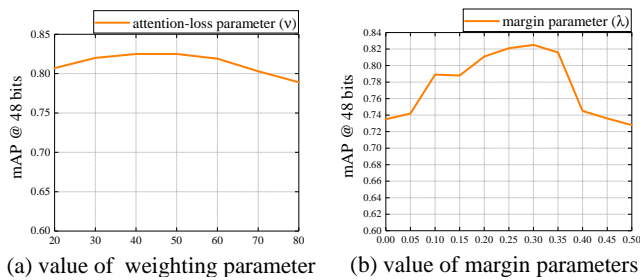 attention-loss parameter (ν)
mAP @ 48 bits
0.85
0.80
0.75
0.70
0.65
0.60
20 30 40 50 60 70 80
(a) value of weighting parameter
margin parameter (λ)
mAP @ 48 bits
0.84
0.82
0.80
0.78
0.76
0.74
0.72
0.70
0.68
0.66
0.64
0.62
0.60
0.00 0.05 0.10 0.15 0.20 0.25 0.30 0.35 0.40 0.45 0.50
(b) value of margin parameters